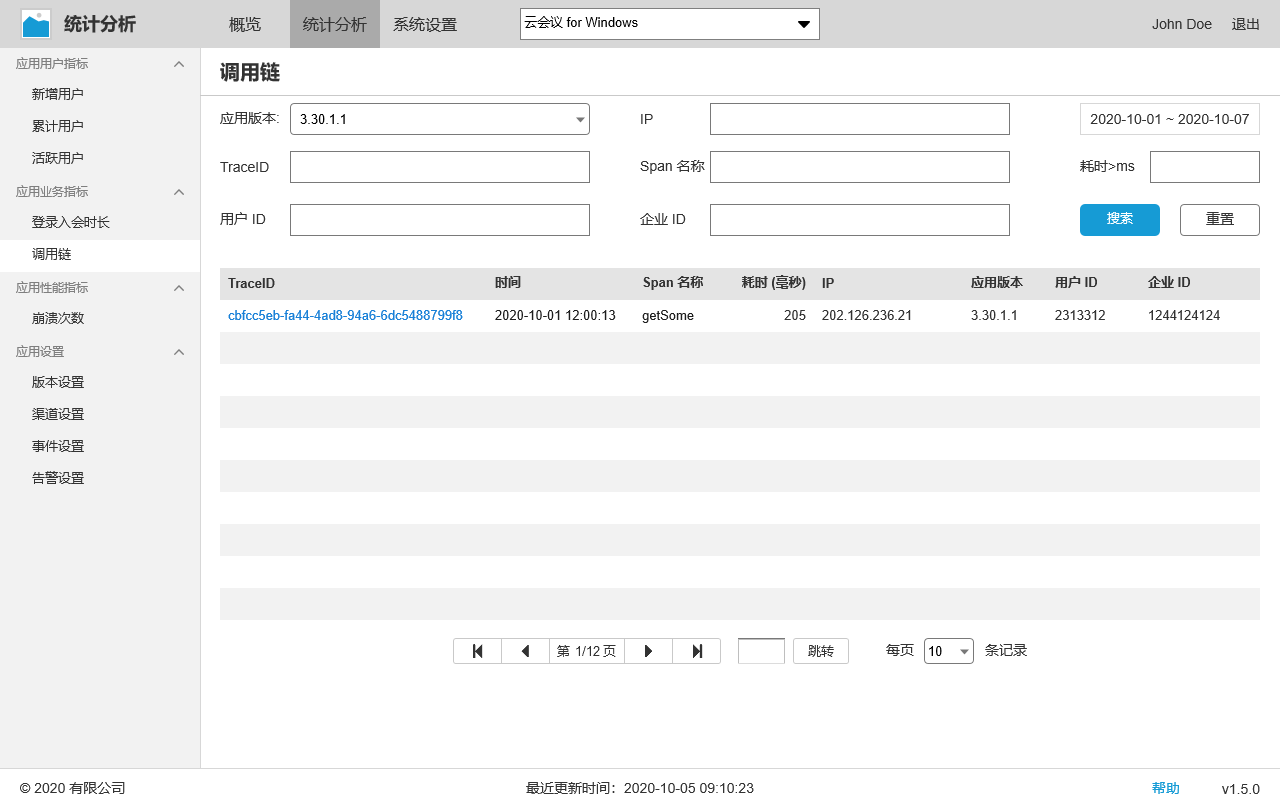 统计分析 概览 统计分析 系统设置 云会议 for Windows John Doe 退出
应用用户指标
新增用户
累计用户
活跃用户
应用业务指标
登录入会时长
调用链
应用性能指标
崩溃次数
应用设置
版本设置
渠道设置
事件设置
告警设置
调用链
应用版本: 3.30.1.1 IP 2020-10-01 ~ 2020-10-07
TraceID Span 名称 耗时>ms
用户 ID 企业 ID 搜索 重置
TraceID 时间 Span 名称 耗时 (毫秒) IP 应用版本 用户 ID 企业 ID
cbfcc5eb-fa44-4ad8-94a6-6dc5488799f8 2020-10-01 12:00:13 getSome 205 202.126.236.21 3.30.1.1 2313312 1244124124
第 1/12 页 跳转 每页 10 条记录
© 2020 有限公司 最近更新时间：2020-10-05 09:10:23 帮助 v1.5.0